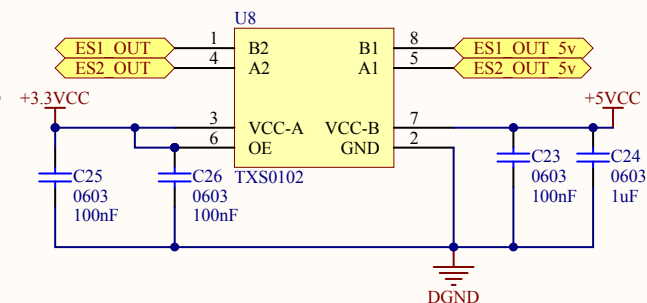 U8
ES1_OUT 1 B2 B1 8 ES1_OUT_5v
ES2_OUT 4 A2 A1 5 ES2_OUT_5v
+3.3VCC +5VCC
3 VCC-A VCC-B 7
6 OE GND 2
TXS0102
C25
0603
100nF
C26
0603
100nF
C23
0603
100nF
C24
0603
1uF
DGND